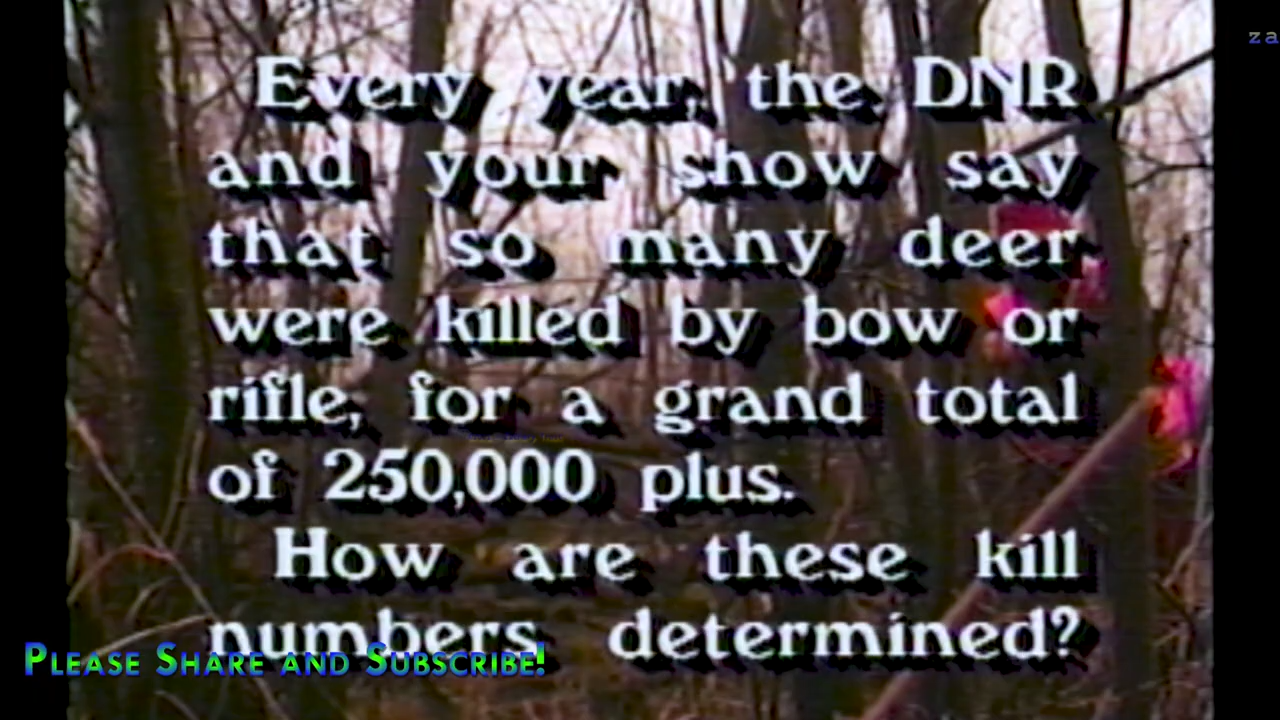 Every year, the DNR
and your show say
that so many deer
were killed by bow or
rifle, for a grand total
of 250,000 plus.
How are these kill
numbers determined?
Please Share and Subscribe!
za